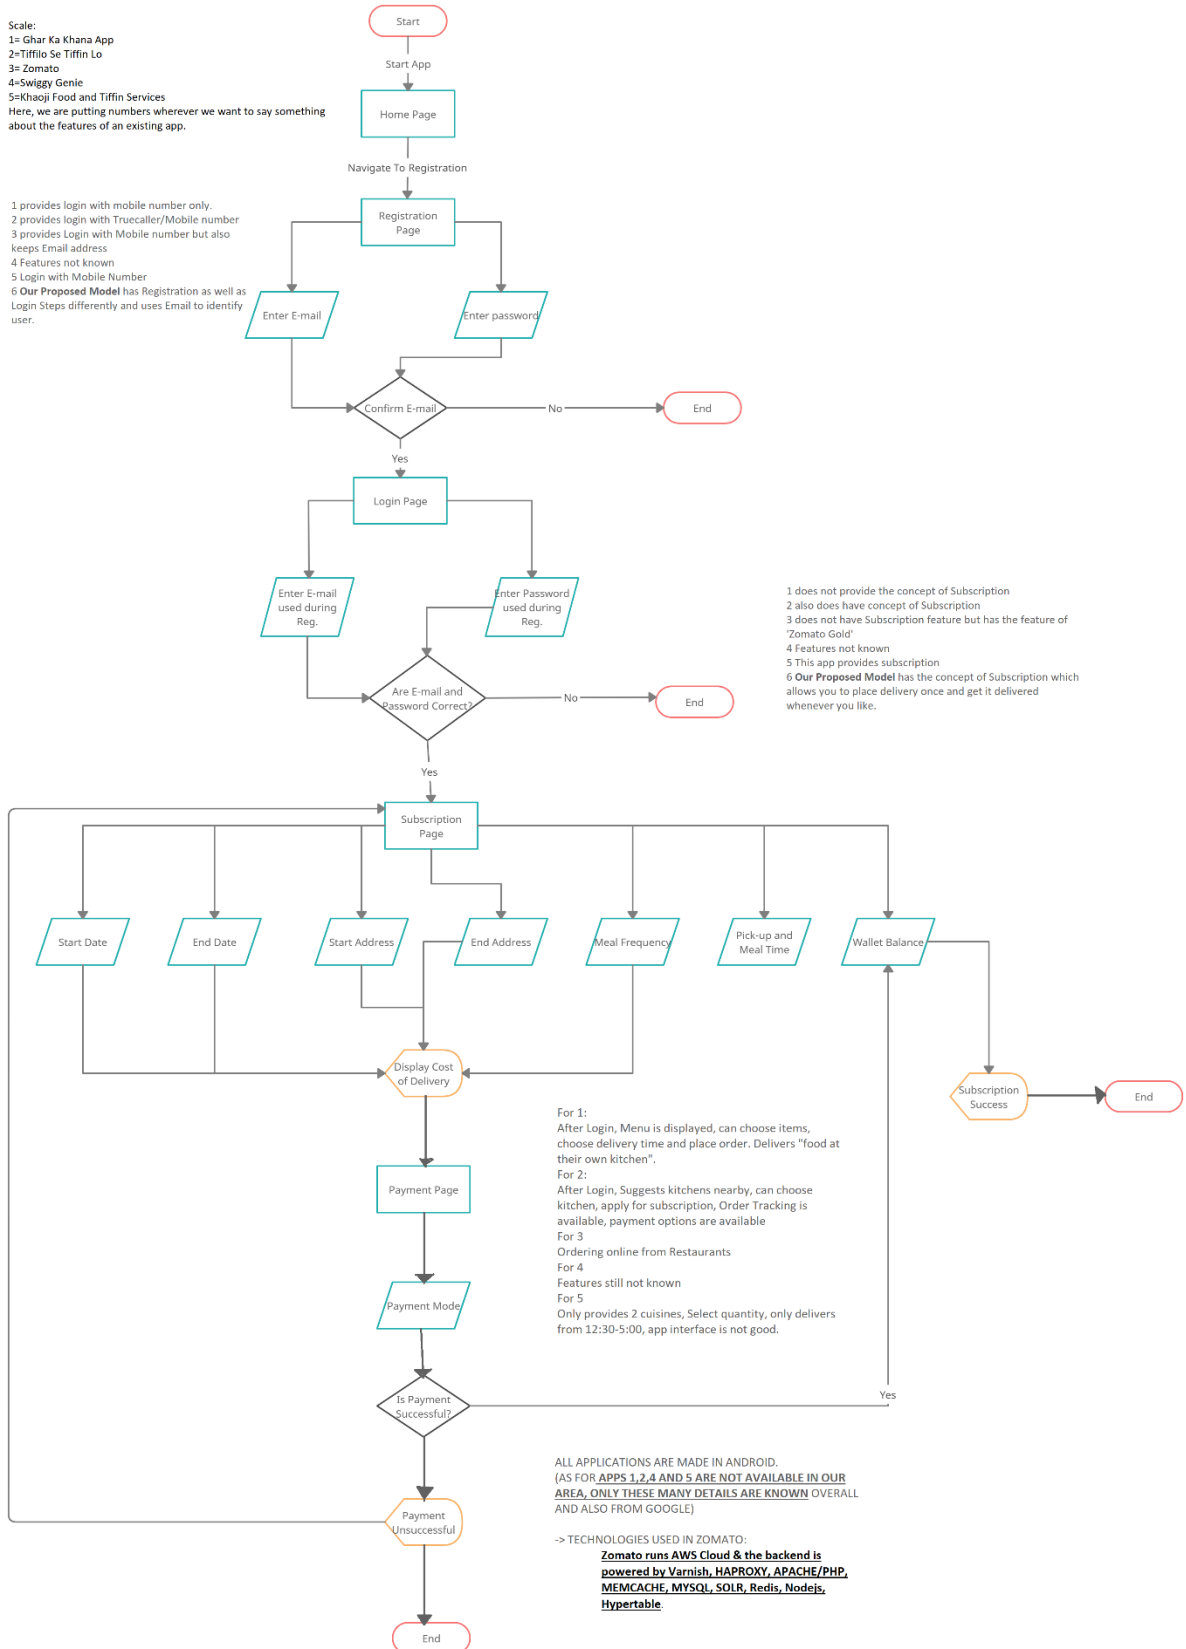 Scale:
1= Ghar Ka Khana App
2=Tiffilo Se Tiffin Lo
3= Zomato
4=Swiggy Genie
5=Khaoji Food and Tiffin Services
Here, we are putting numbers wherever we want to say something
about the features of an existing app.
Start
Start App
Home Page
Navigate To Registration
Registration
Page
1 provides login with mobile number only.
2 provides login with Truecaller/Mobile number
3 provides Login with Mobile number but also
keeps Email address
4 Features not known
5 Login with Mobile Number
6 Our Proposed Model has Registration as well as
Login Steps differently and uses Email to identify
user.
Enter E-mail
Enter password
Confirm E-mail
No
End
Yes
Login Page
Enter E-mail
used during
Reg.
Enter Password
used during
Reg.
1 does not provide the concept of Subscription
2 also does have concept of Subscription
3 does not have Subscription feature but has the feature of
'Zomato Gold'
4 Features not known
5 This app provides subscription
6 Our Proposed Model has the concept of Subscription which
allows you to place delivery once and get it delivered
whenever you like.
Are E-mail and
Password Correct?
No
End
Yes
Subscription
Page
Start Date
End Date
Start Address
End Address
Meal Frequency
Pick-up and
Meal Time
Wallet Balance
Display Cost
of Delivery
Subscription
Success
End
For 1:
After Login, Menu is displayed, can choose items,
choose delivery time and place order. Delivers "food at
their own kitchen".
For 2:
After Login, Suggests kitchens nearby, can choose
kitchen, apply for subscription, Order Tracking is
available, payment options are available
For 3
Ordering online from Restaurants
For 4
Features still not known
For 5
Only provides 2 cuisines, Select quantity, only delivers
from 12:30-5:00, app interface is not good.
Payment Page
Payment Mode
Is Payment
Successful?
Yes
Payment
Unsuccessful
End
ALL APPLICATIONS ARE MADE IN ANDROID.
(AS FOR APPS 1,2,4 AND 5 ARE NOT AVAILABLE IN OUR
AREA, ONLY THESE MANY DETAILS ARE KNOWN OVERALL
AND ALSO FROM GOOGLE)
-> TECHNOLOGIES USED IN ZOMATO:
Zomato runs AWS Cloud & the backend is
powered by Varnish, HAPROXY, APACHE/PHP,
MEMCACHE, MYSQL, SOLR, Redis, Nodejs,
Hypertable.